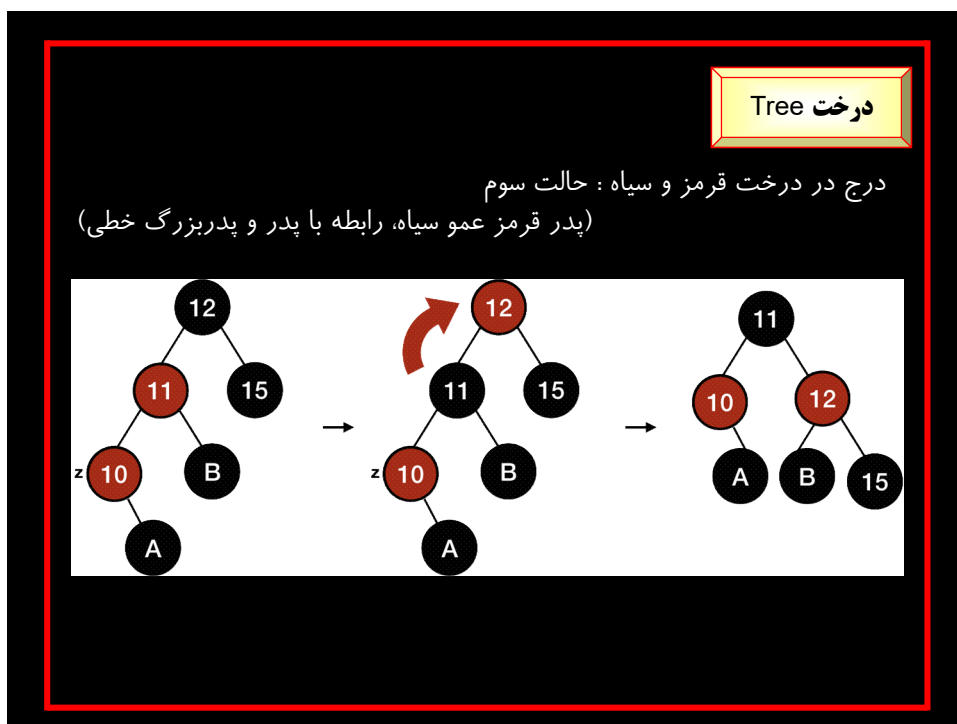 درخت Tree
درج در درخت قرمز و سیاه : حالت سوم
(پدر قرمز عمو سیاه، رابطه با پدر و پدربزرگ خطی)
12
11
15
z
10
B
A
12
11
15
z
10
B
A
11
10
12
A
B
15